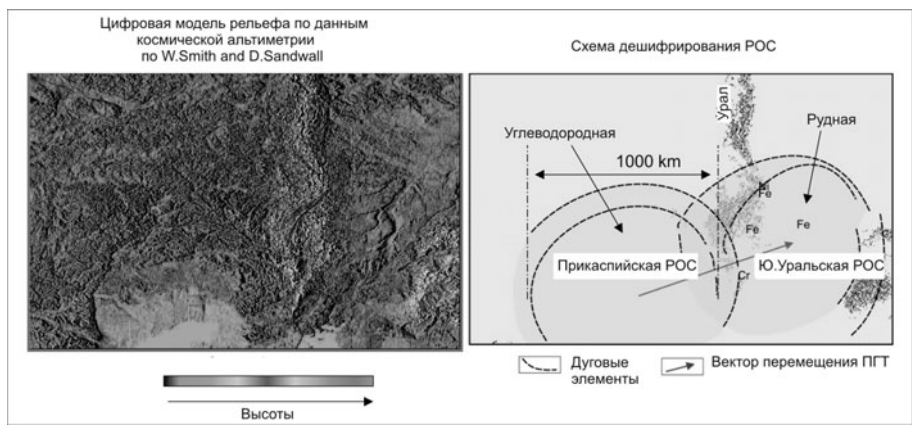 Цифровая модель рельефа по данным
космической альтиметрии
по W.Smith and D.Sandwall
Высоты
Схема дешифрирования РОС
Урал
Углеводородная
Рудная
1000 km
Fe
Fe
Fe
Прикаспийская РОС
Ю.Уральская РОС
Cr
Дуговые
элементы
Вектор перемещения ПГТ